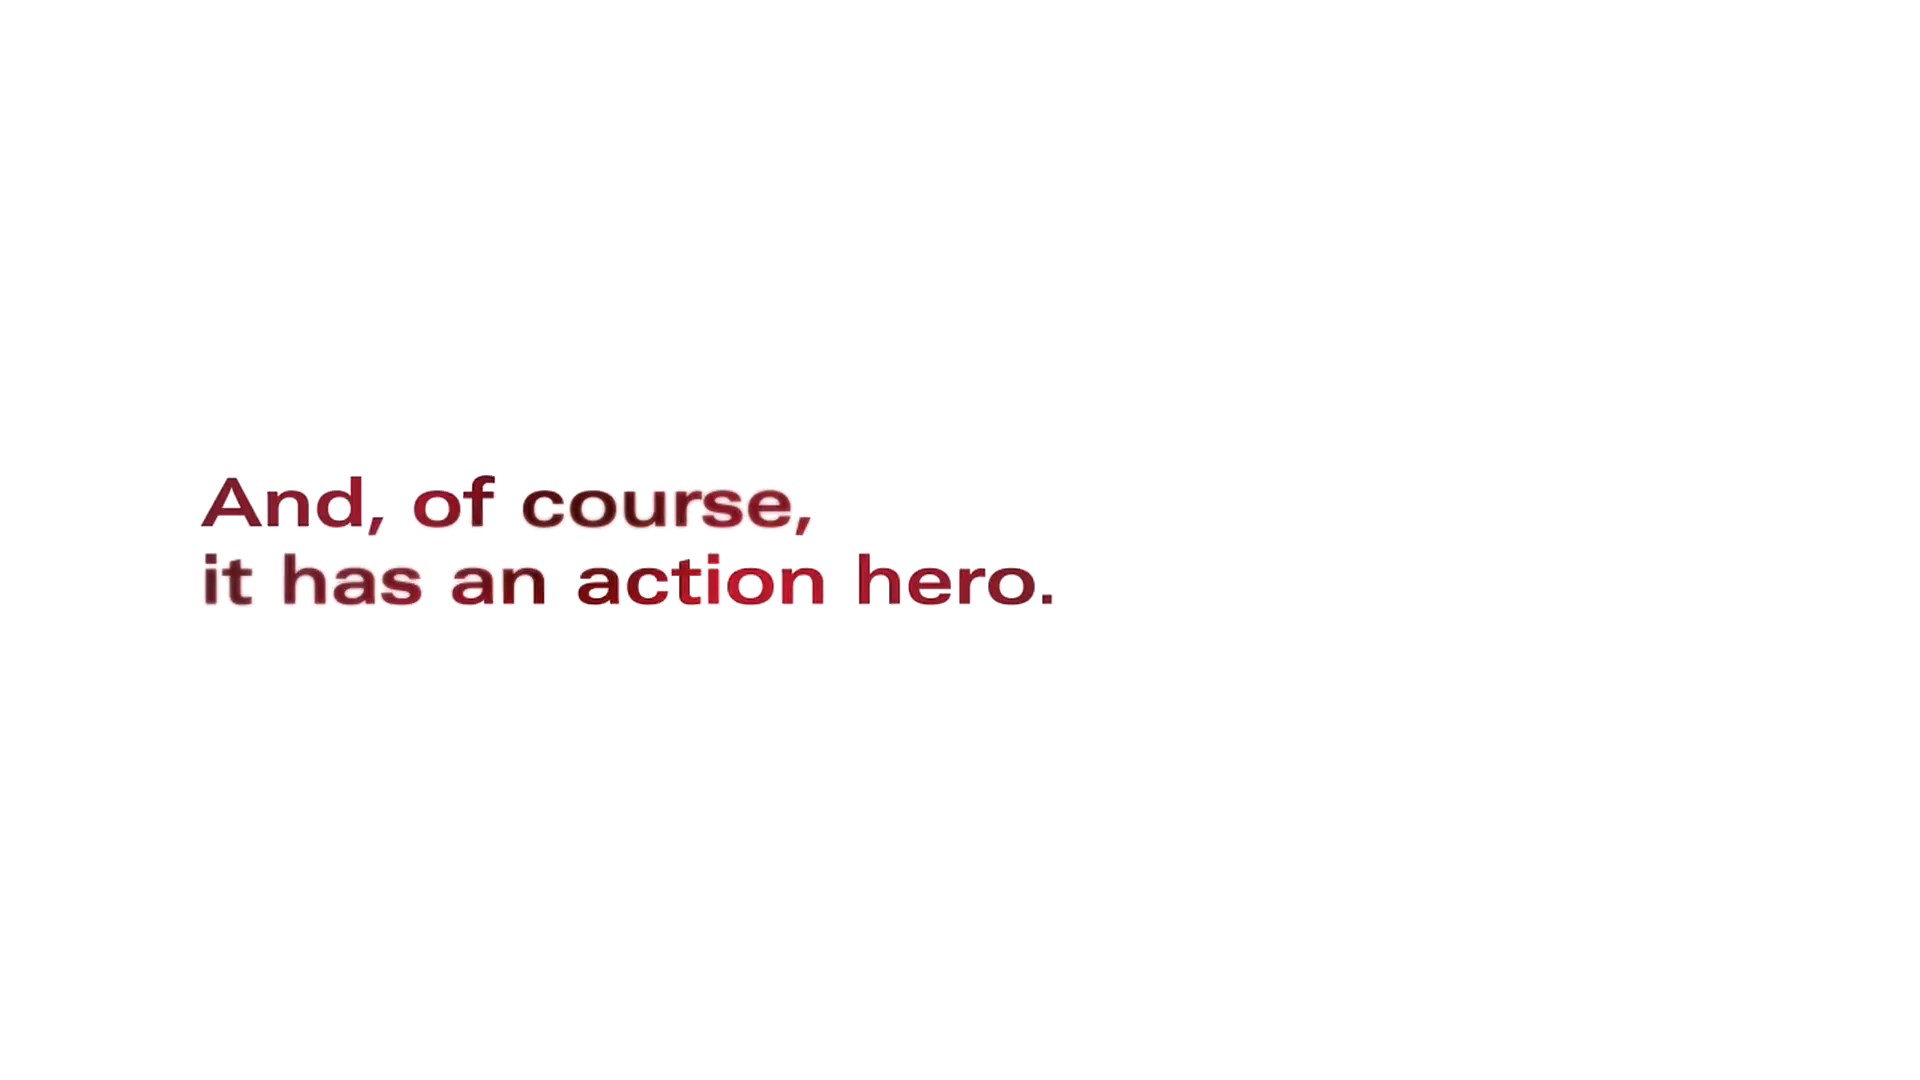 And, of course,
it has an action hero.